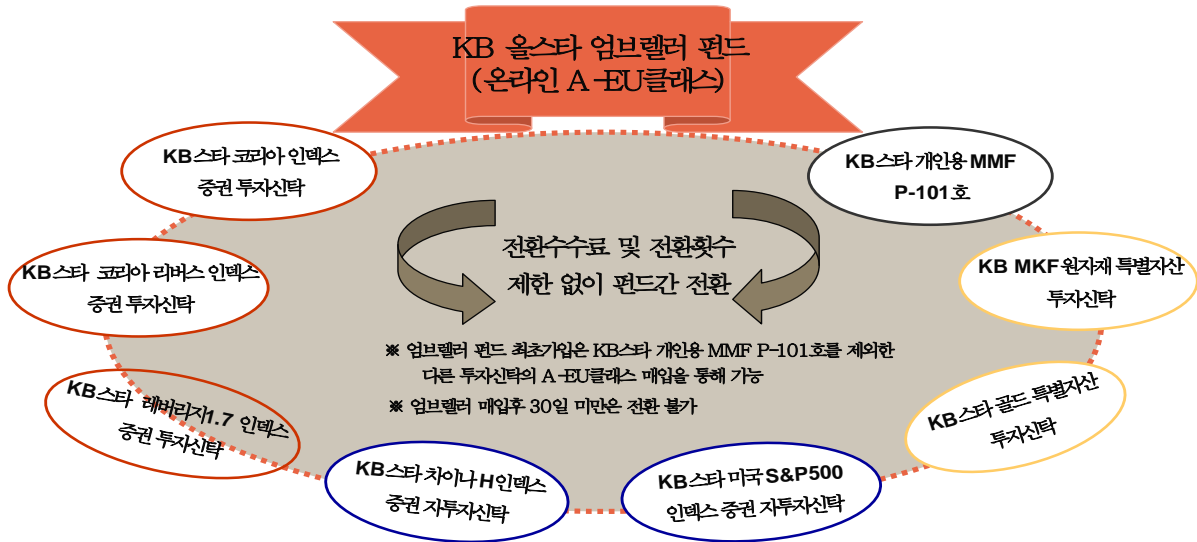 KB 올스타 엄브렐러 펀드
(온라인 A-EU클래스)
KB스타 코리아 인덱스
증권 투자신탁
KB스타 개인용 MMF
P-101호
KB스타 코리아 리버스 인덱스
증권 투자신탁
전환수수료 및 전환횟수
제한 없이 펀드간 전환
KB MKF원자재 특별자산
투자신탁
※ 엄브렐러 펀드 최초가입은 KB스타 개인용 MMF P-101호를 제외한
다른 투자신탁의 A-EU클래스 매입을 통해 가능
※ 엄브렐러 매입후 30일 미만은 전환 불가
KB스타 레버리지1.7 인덱스
증권 투자신탁
KB스타 골드 특별자산
투자신탁
KB스타 차이나 H인덱스
증권 자투자신탁
KB스타 미국 S&P500
인덱스 증권 자투자신탁